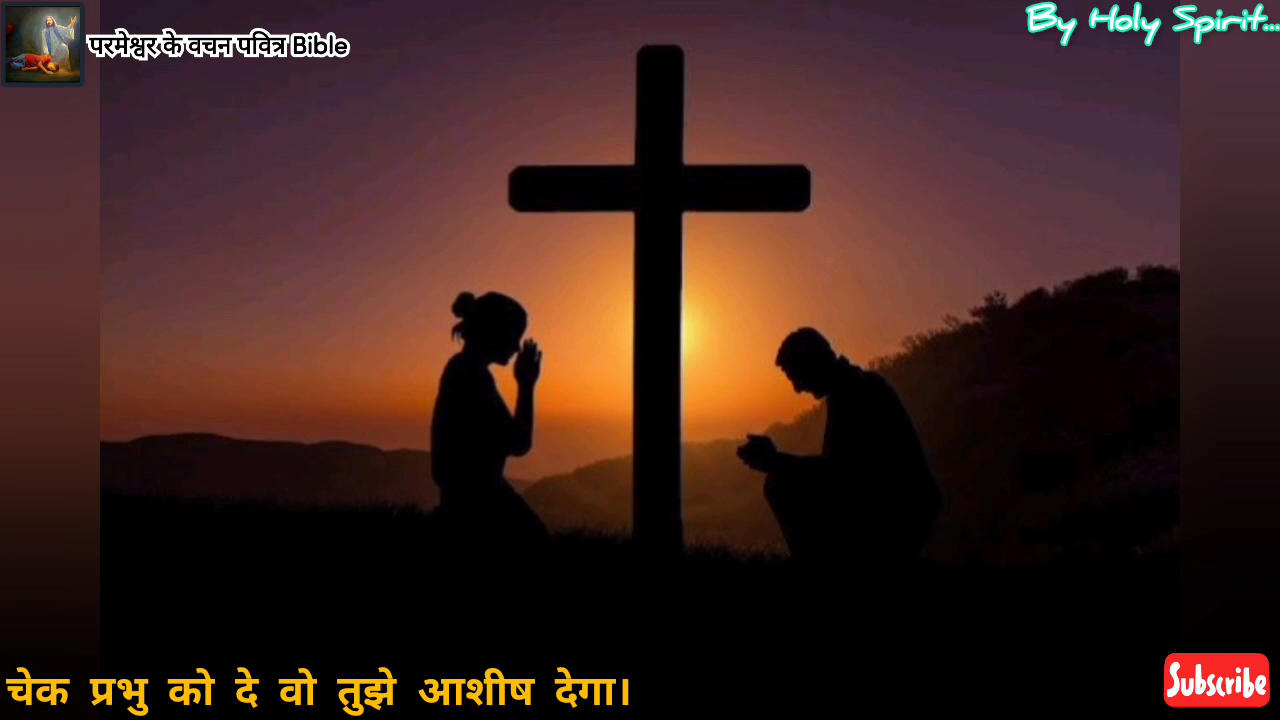 परमेश्वर के वचन पवित्र Bible
By Holy Spirit...
चेक प्रभु को दे वो तुझे आशीष देगा।
Subscribe